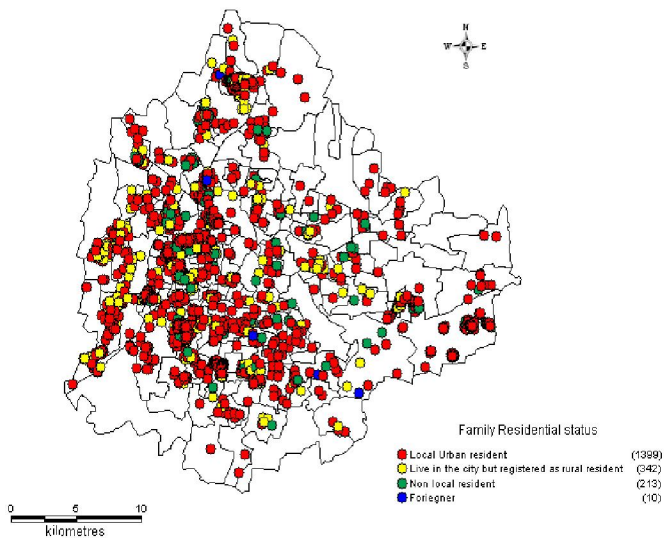 N
W E
S
Family Residential status
Local Urban resident (1399)
Live in the city but registered as rural resident (342)
Non local resident (213)
Foriegner (10)
0 5 10
kilometres